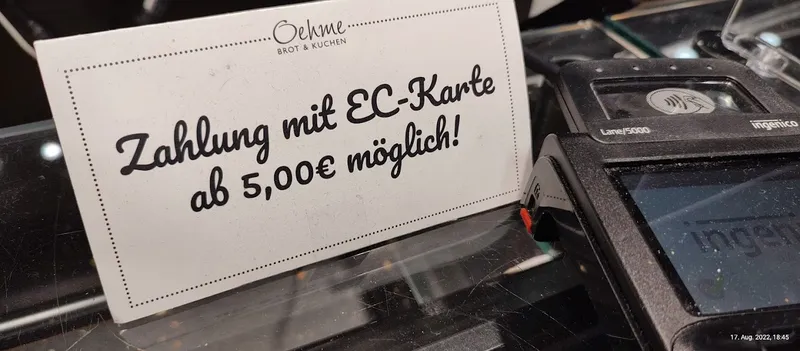 Oehme
BROT & KUCHEN
Zahlung mit EC-Karte
ab 5,00€ möglich!
Lane/5000
ingenico
ingenico
17. Aug. 2022, 18:45